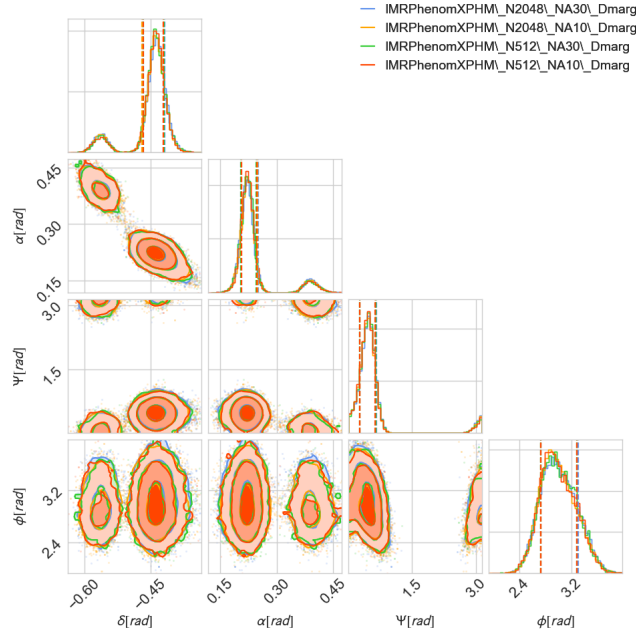 IMRPhenomXPHM\_N2048\_NA30\_Dmarg
IMRPhenomXPHM\_N2048\_NA10\_Dmarg
IMRPhenomXPHM\_N512\_NA30\_Dmarg
IMRPhenomXPHM\_N512\_NA10\_Dmarg
0.45
0.30
0.15
α[rad]
3.0
1.5
Ψ[rad]
3.2
2.4
ϕ[rad]
−0.60 −0.45 0.15 0.30 0.45 1.5 3.0 2.4 3.2
δ[rad] α[rad] Ψ[rad] ϕ[rad]